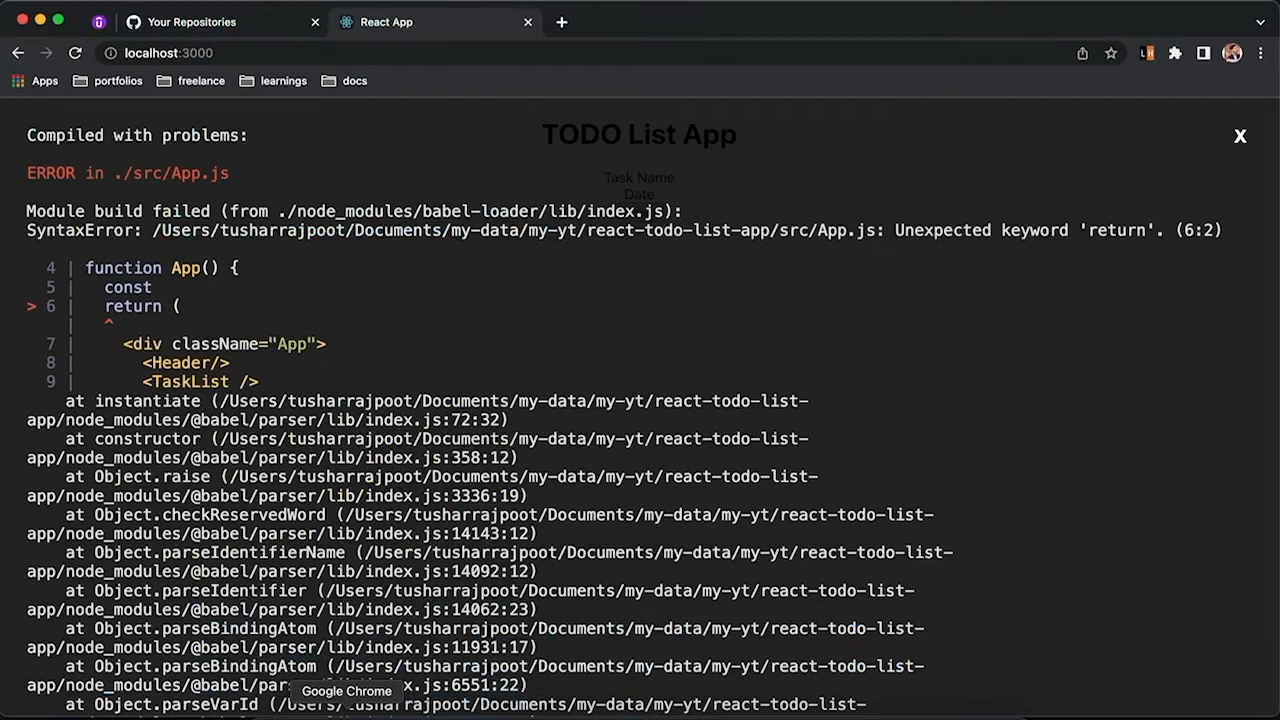 Your Repositories
React App
localhost:3000
Apps
portfolios
freelance
learnings
docs
TODO List App
Task Name
Date
Compiled with problems:
X
ERROR in ./src/App.js
Module build failed (from ./node_modules/babel-loader/lib/index.js):
SyntaxError: /Users/tusharrajpoot/Documents/my-data/my-yt/react-todo-list-app/src/App.js: Unexpected keyword 'return'. (6:2)
4 | function App() {
5 |   const
> 6 |   return (
  |   ^
7 |     <div className="App">
8 |       <Header/>
9 |       <TaskList />
at instantiate (/Users/tusharrajpoot/Documents/my-data/my-yt/react-todo-list-
app/node_modules/@babel/parser/lib/index.js:72:32)
at constructor (/Users/tusharrajpoot/Documents/my-data/my-yt/react-todo-list-
app/node_modules/@babel/parser/lib/index.js:358:12)
at Object.raise (/Users/tusharrajpoot/Documents/my-data/my-yt/react-todo-list-
app/node_modules/@babel/parser/lib/index.js:3336:19)
at Object.checkReservedWord (/Users/tusharrajpoot/Documents/my-data/my-yt/react-todo-list-
app/node_modules/@babel/parser/lib/index.js:14143:12)
at Object.parseIdentifierName (/Users/tusharrajpoot/Documents/my-data/my-yt/react-todo-list-
app/node_modules/@babel/parser/lib/index.js:14092:12)
at Object.parseIdentifier (/Users/tusharrajpoot/Documents/my-data/my-yt/react-todo-list-
app/node_modules/@babel/parser/lib/index.js:14062:23)
at Object.parseBindingAtom (/Users/tusharrajpoot/Documents/my-data/my-yt/react-todo-list-
app/node_modules/@babel/parser/lib/index.js:11931:17)
at Object.parseBindingAtom (/Users/tusharrajpoot/Documents/my-data/my-yt/react-todo-list-
app/node_modules/@babel/par s.js:6551:22)
Google Chrome
at Object.parseVarId (/Users/tusharrajpoot/Documents/my-data/my-yt/react-todo-list-